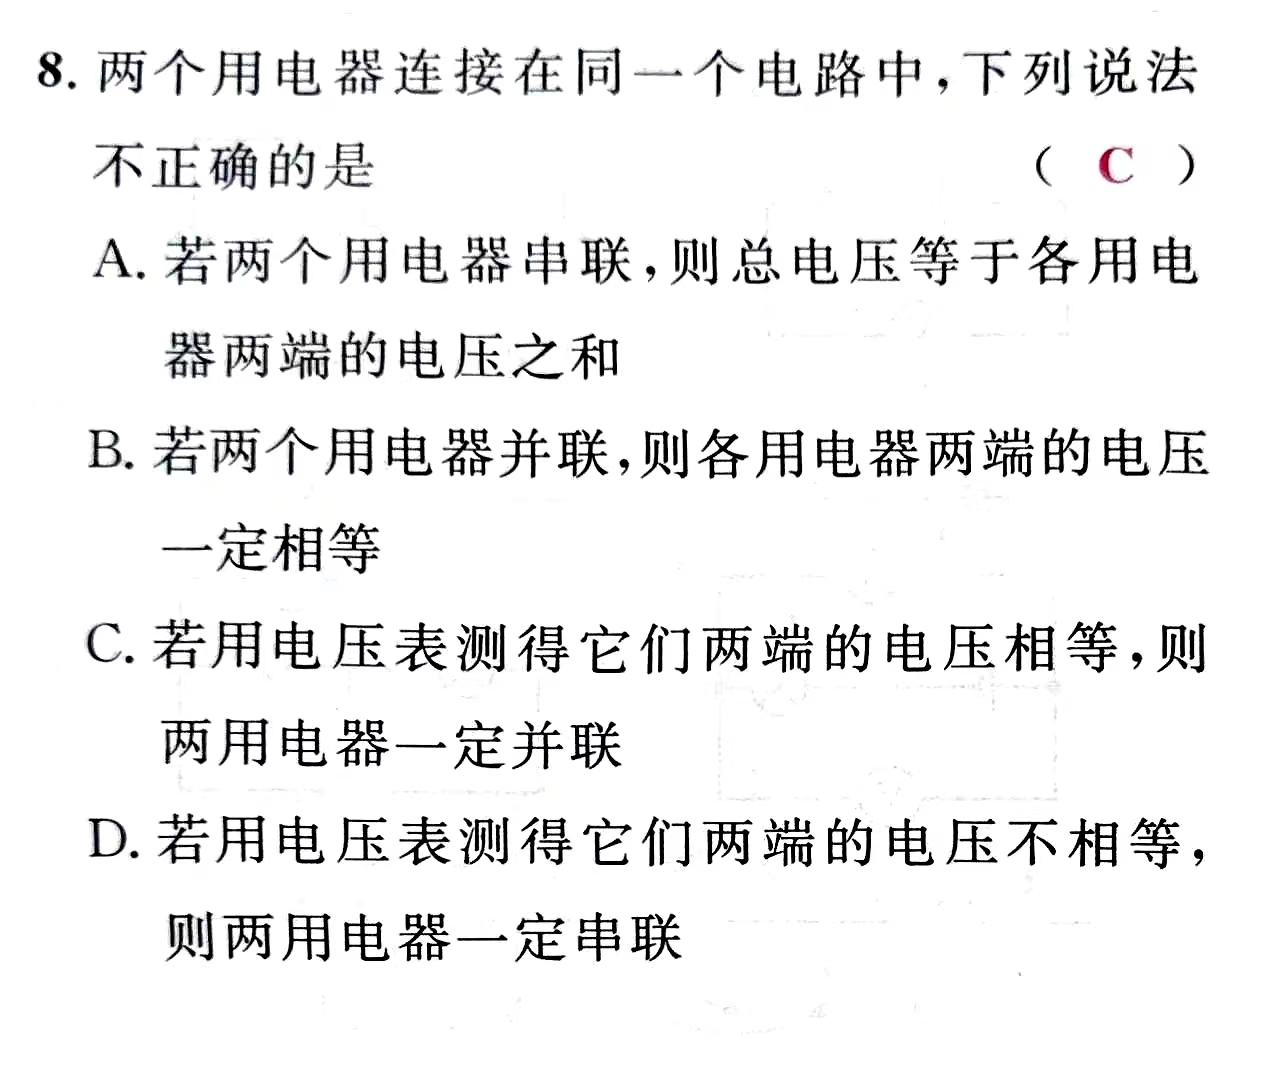 8. 两个用电器连接在同一个电路中,下列说法
不正确的是 ( C )
A. 若两个用电器串联,则总电压等于各用电
器两端的电压之和
B. 若两个用电器并联,则各用电器两端的电压
一定相等
C. 若用电压表测得它们两端的电压相等,则
两用电器一定并联
D. 若用电压表测得它们两端的电压不相等,
则两用电器一定串联